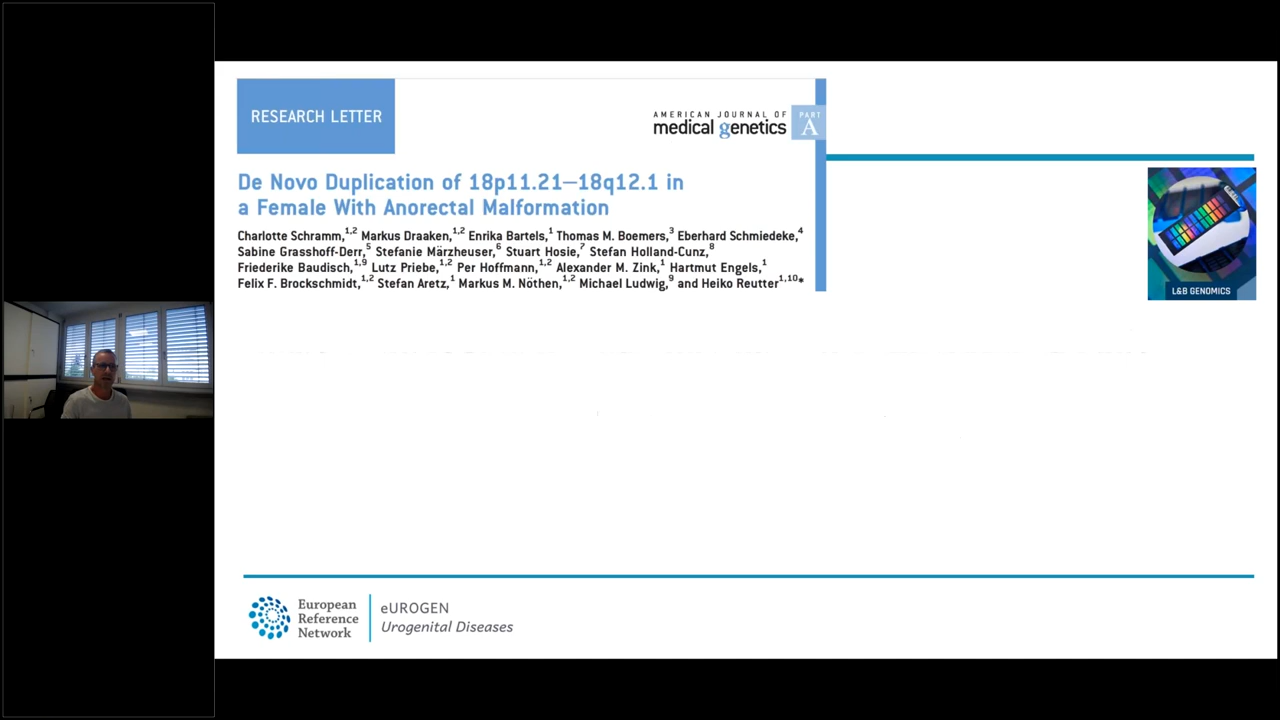 RESEARCH LETTER
AMERICAN JOURNAL OF
medical genetics
PART
A
De Novo Duplication of 18p11.21–18q12.1 in
a Female With Anorectal Malformation
Charlotte Schramm,1,2 Markus Draaken,1,2 Enrika Bartels,1 Thomas M. Boemers,3 Eberhard Schmiedeke,4
Sabine Grasshoff-Derr,5 Stefanie Märzheuser,6 Stuart Hosie,7 Stefan Holland-Cunz,8
Friederike Baudisch,1,9 Lutz Priebe,1,2 Per Hoffmann,1,2 Alexander M. Zink,1 Hartmut Engels,1
Felix F. Brockschmidt,1,2 Stefan Aretz,1 Markus M. Nöthen,1,2 Michael Ludwig,9 and Heiko Reutter1,10*
L&B GENOMICS
European
Reference
Network
eUROGEN
Urogenital Diseases